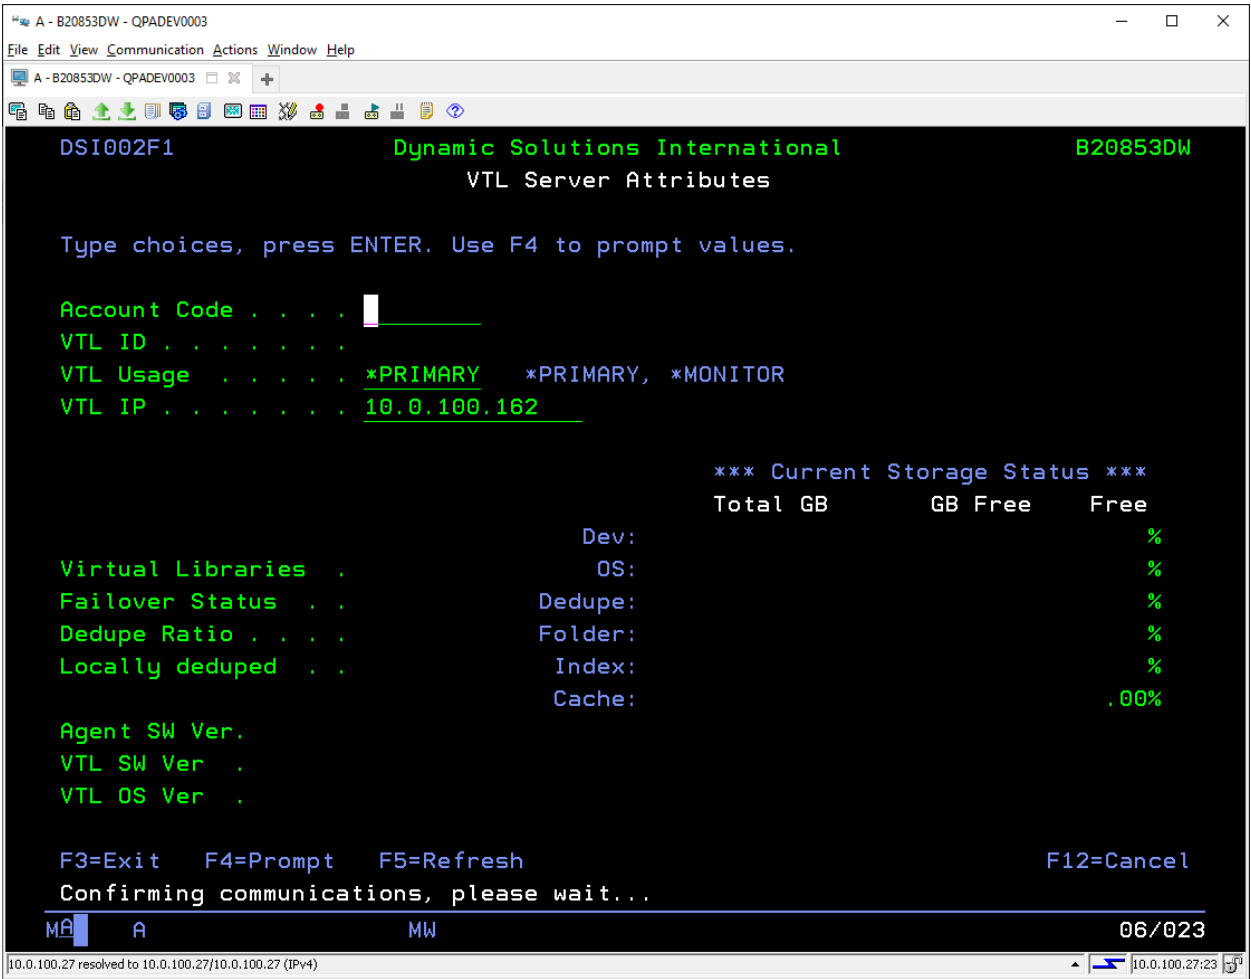 A - B20853DW - QPADEV0003
File Edit View Communication Actions Window Help
A - B20853DW - QPADEV0003
DSI002F1 Dynamic Solutions International B20853DW
VTL Server Attributes
Type choices, press ENTER. Use F4 to prompt values.
Account Code . . . .
VTL ID . . . . . . .
VTL Usage . . . . . *PRIMARY *PRIMARY, *MONITOR
VTL IP . . . . . . . 10.0.100.162
*** Current Storage Status ***
Total GB GB Free Free
Dev: %
Virtual Libraries . OS: %
Failover Status . . Dedupe: %
Dedupe Ratio . . . . Folder: %
Locally deduped . . Index: %
Cache: .00%
Agent SW Ver.
VTL SW Ver .
VTL OS Ver .
F3=Exit F4=Prompt F5=Refresh F12=Cancel
Confirming communications, please wait...
MA A MW 06/023
10.0.100.27 resolved to 10.0.100.27/10.0.100.27 (IPv4) 10.0.100.27:23